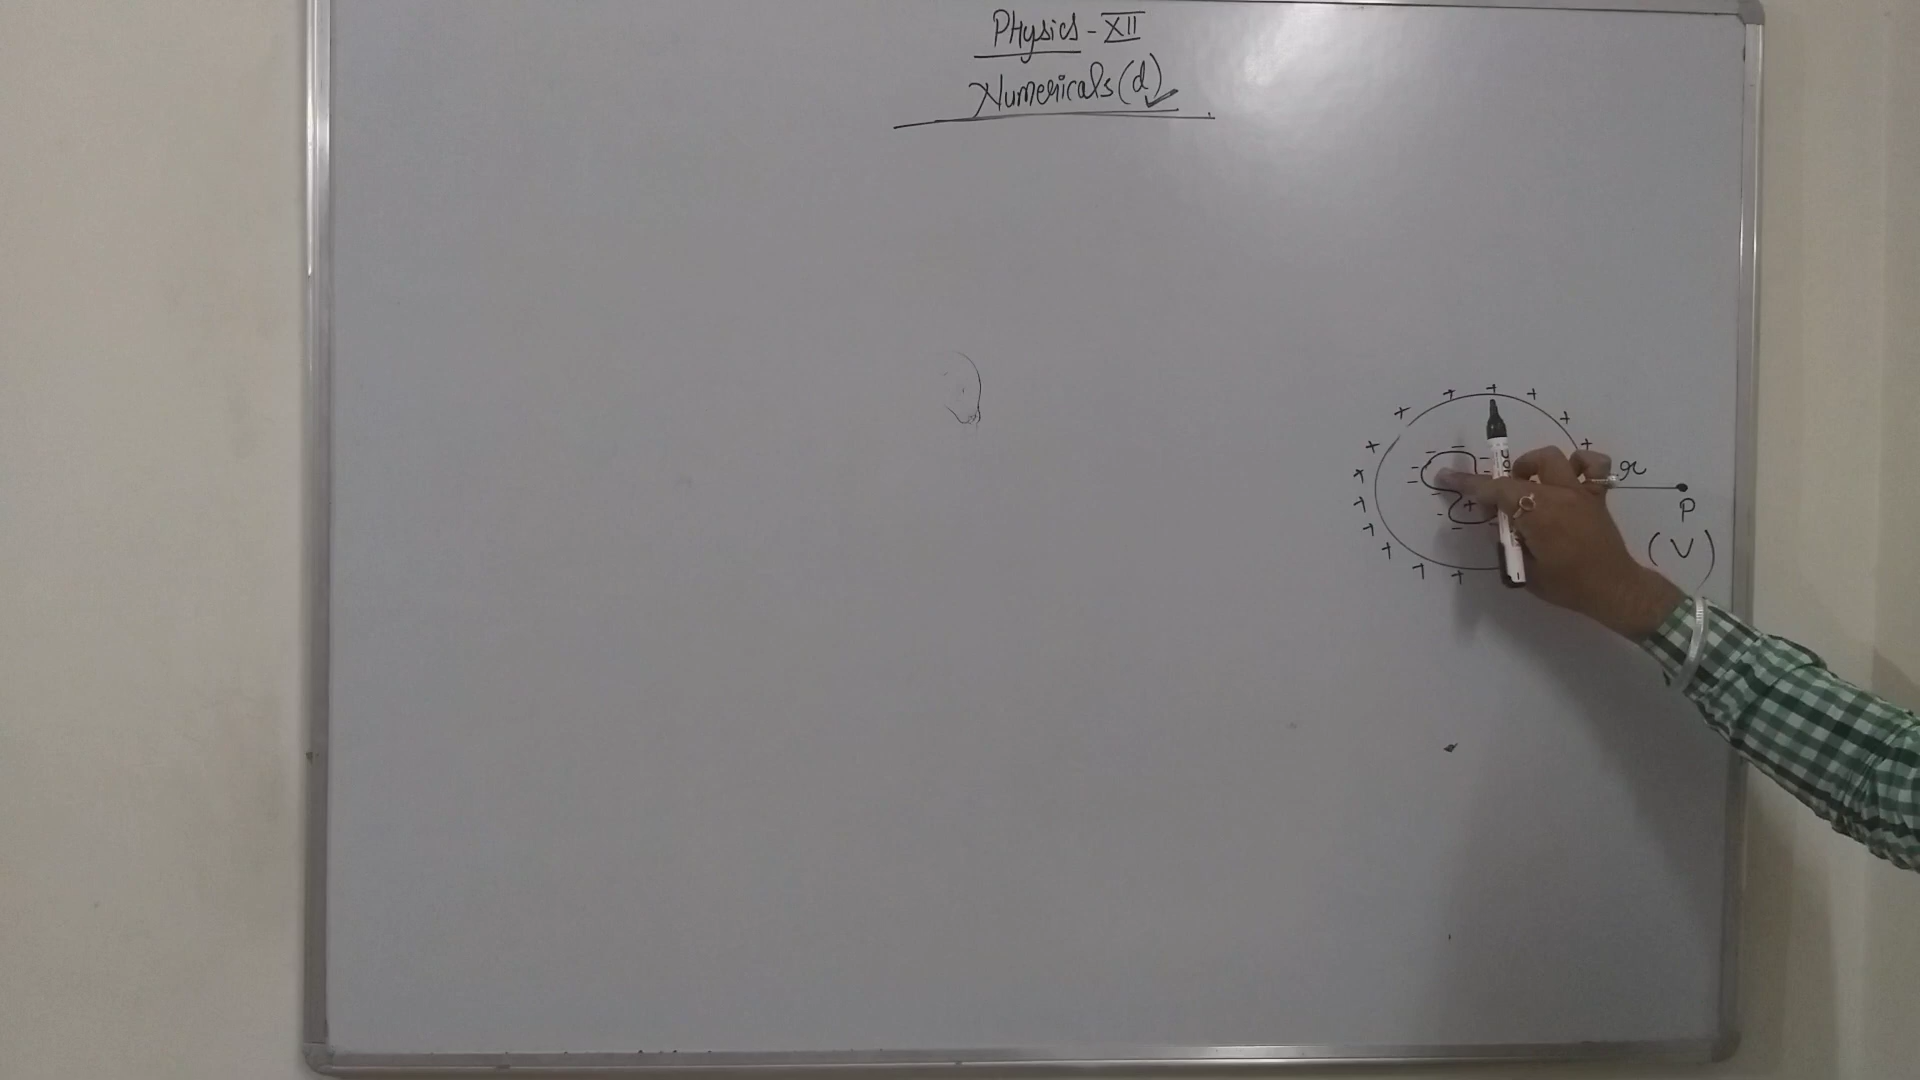 PHysics - XII
Numericals (d)
+ + + + + + + + + + + + + +
- - - - - - - - -
+
r
P
(V)